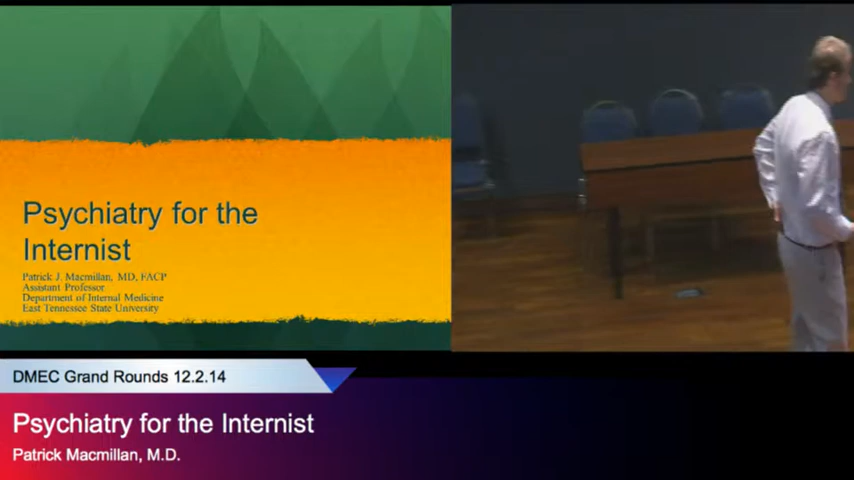 Psychiatry for the
Internist
Patrick J. Macmillan, MD, FACP
Assistant Professor
Department of Internal Medicine
East Tennessee State University
DMEC Grand Rounds 12.2.14
Psychiatry for the Internist
Patrick Macmillan, M.D.